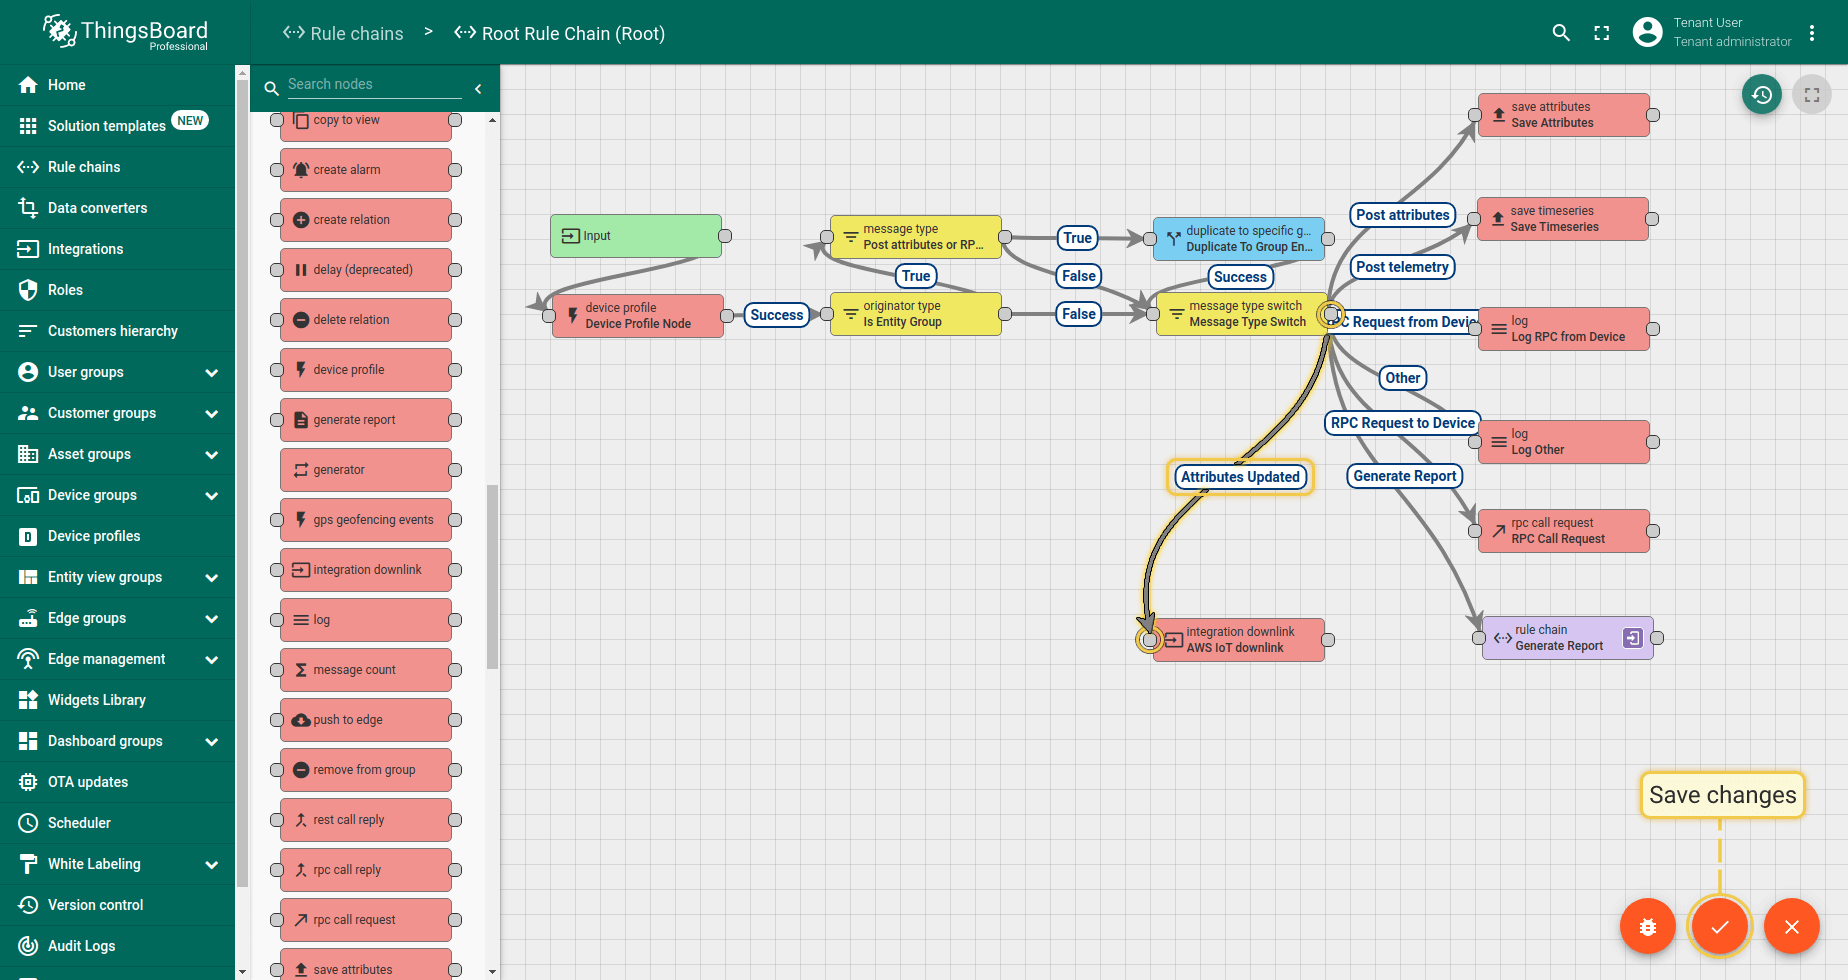 ThingsBoard
Professional
Rule chains > Root Rule Chain (Root)
Tenant User
Tenant administrator
Home
Solution templates NEW
Rule chains
Data converters
Integrations
Roles
Customers hierarchy
User groups
Customer groups
Asset groups
Device groups
Device profiles
Entity view groups
Edge groups
Edge management
Widgets Library
Dashboard groups
OTA updates
Scheduler
White Labeling
Version control
Audit Logs
Search nodes
copy to view
create alarm
create relation
delay (deprecated)
delete relation
device profile
generate report
generator
gps geofencing events
integration downlink
log
message count
push to edge
remove from group
rest call reply
rpc call reply
rpc call request
save attributes
Input
device profile
Device Profile Node
Success
message type
Post attributes or RP...
True
originator type
Is Entity Group
True
False
False
duplicate to specific g...
Duplicate To Group En...
Success
message type switch
Message Type Switch
Post attributes
Post telemetry
PC Request from Devic
Other
RPC Request to Device
Generate Report
Attributes Updated
save attributes
Save Attributes
save timeseries
Save Timeseries
log
Log RPC from Device
log
Log Other
rpc call request
RPC Call Request
rule chain
Generate Report
integration downlink
AWS IoT downlink
Save changes